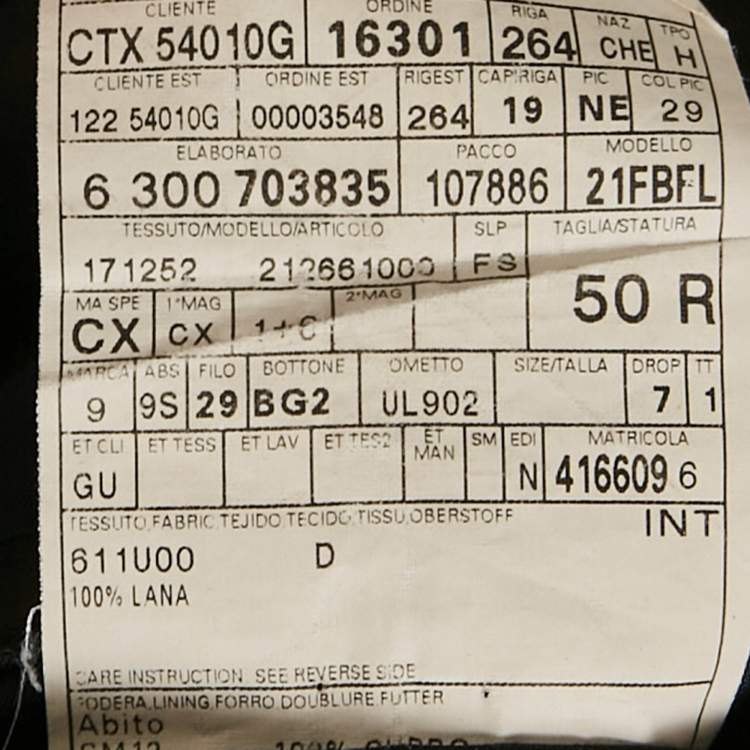 CLIENTE ORDINE RIGA NAZ TPO
CTX 54010G 16301 264 CHE H
CLIENTE EST ORDINE EST RIGEST CAPIRIGA PIC COL PIC
122 54010G 00003548 264 19 NE 29
ELABORATO PACCO MODELLO
6 300 703835 107886 21FBFL
TESSUTO/MODELLO/ARTICOLO SLP TAGLIA/STATURA
171252 FS 50 R
MA SPE 1°MAG 2°MAG
CX CX
MARCA ABS FILO BOTTONE OMETTO SIZE/TALLA DROP TT
9 9S 29 BG2 UL902 7 1
ET CLI ET TESS ET LAV ET TES2 ET MAN SM EDI MATRICOLA
GU N 416609 6
TESSUTO,FABRIC,TEJIDO,TECIDO,TISSU,OBERSTOFF INT
611U00 D
100% LANA
CARE INSTRUCTION SEE REVERSE SIDE
FODERA,LINING,FORRO,DOUBLURE,FUTTER
Abito